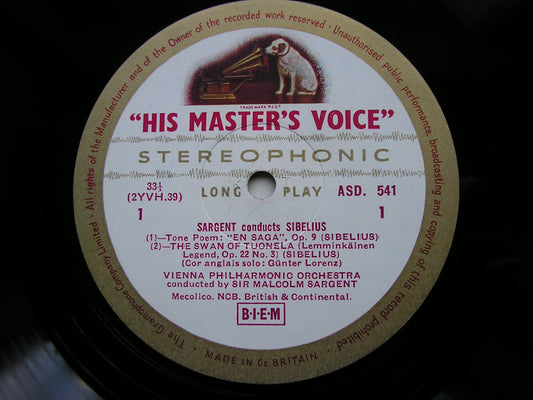 All rights of the Manufacturer and of the Owner of the recorded work reserved · Unauthorised public performance, broadcasting and copying of this record prohibited
TRADE MARK REGD
"HIS MASTER'S VOICE"
STEREOPHONIC
33⅓ LONG PLAY ASD. 541
(2YVH.39)
1 1
SARGENT conducts SIBELIUS
(1)—Tone Poem: "EN SAGA", Op. 9 (SIBELIUS)
(2)—THE SWAN OF TUONELA (Lemminkäinen
Legend, Op. 22 No. 3) (SIBELIUS)
(Cor anglais solo: Günter Lorenz)
VIENNA PHILHARMONIC ORCHESTRA
conducted by SIR MALCOLM SARGENT
Mecolico. NCB. British & Continental.
B·I·E·M
The Gramophone Company Limited ·
· MADE IN Gt. BRITAIN ·